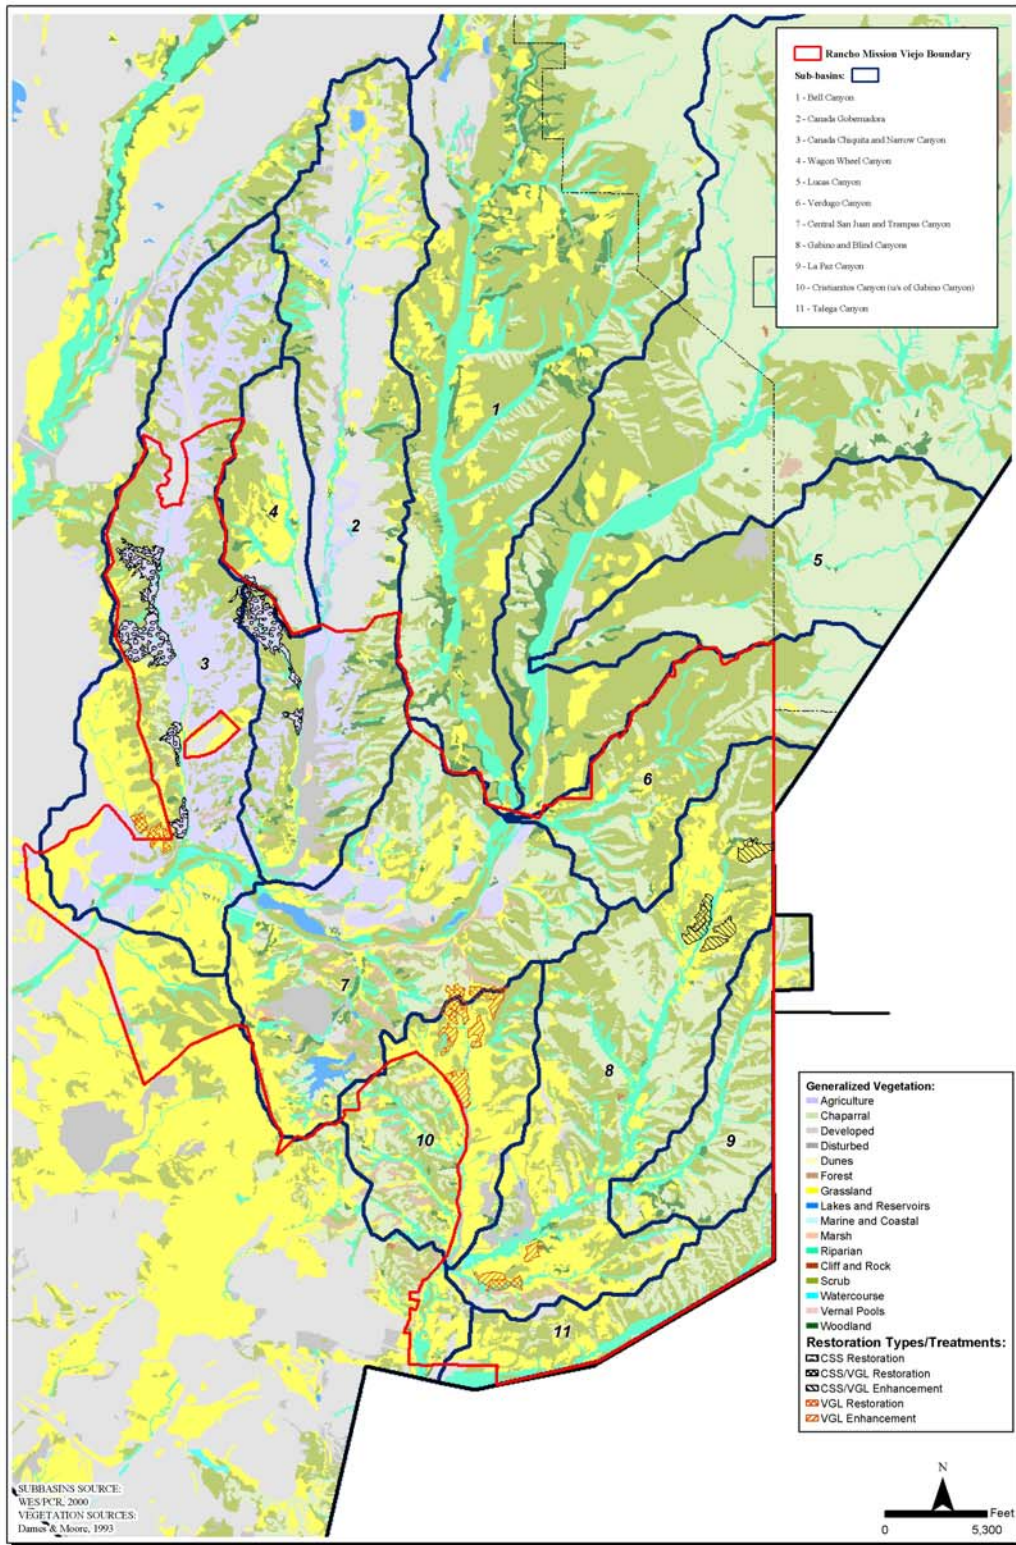 Rancho Mission Viejo Boundary
Sub-basins:
1 - Bell Canyon
2 - Canada Gobernadora
3 - Canada Chiquita and Narrow Canyon
4 - Wagon Wheel Canyon
5 - Lucas Canyon
6 - Verdugo Canyon
7 - Central San Juan and Trampas Canyon
8 - Gabino and Blind Canyons
9 - La Paz Canyon
10 - Cristianitos Canyon (u/s of Gabino Canyon)
11 - Talega Canyon
1
2
4
5
3
6
7
8
10
9
11
Generalized Vegetation:
Agriculture
Chaparral
Developed
Disturbed
Dunes
Forest
Grassland
Lakes and Reservoirs
Marine and Coastal
Marsh
Riparian
Cliff and Rock
Scrub
Watercourse
Vernal Pools
Woodland
Restoration Types/Treatments:
CSS Restoration
CSS/VGL Restoration
CSS/VGL Enhancement
VGL Restoration
VGL Enhancement
SUBBASINS SOURCE:
WES/PCR, 2000
VEGETATION SOURCES:
Dames & Moore, 1993
N
Feet
0 5,300